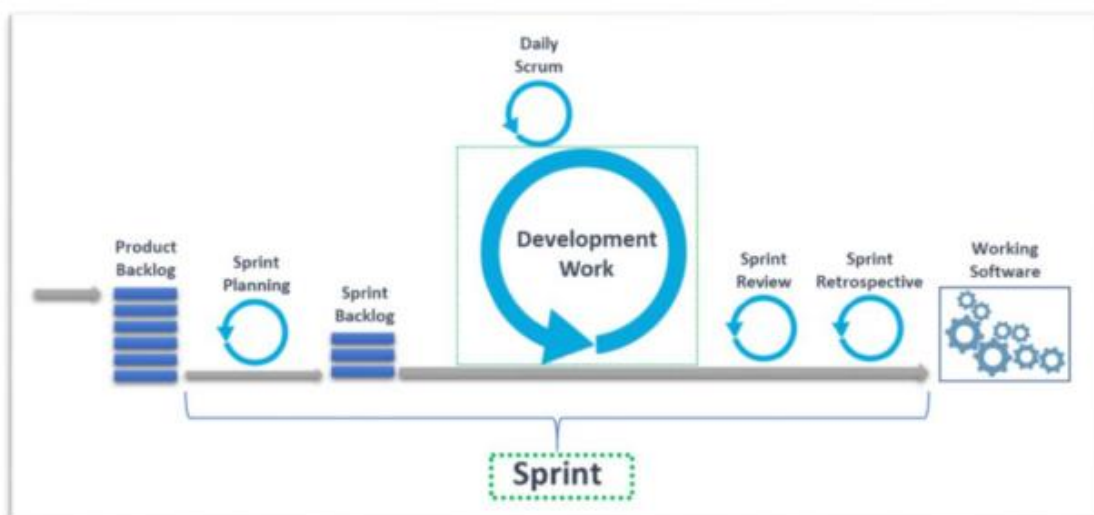 Daily
Scrum
Development
Work
Product
Backlog
Sprint
Planning
Sprint
Backlog
Sprint
Review
Sprint
Retrospective
Working
Software
Sprint